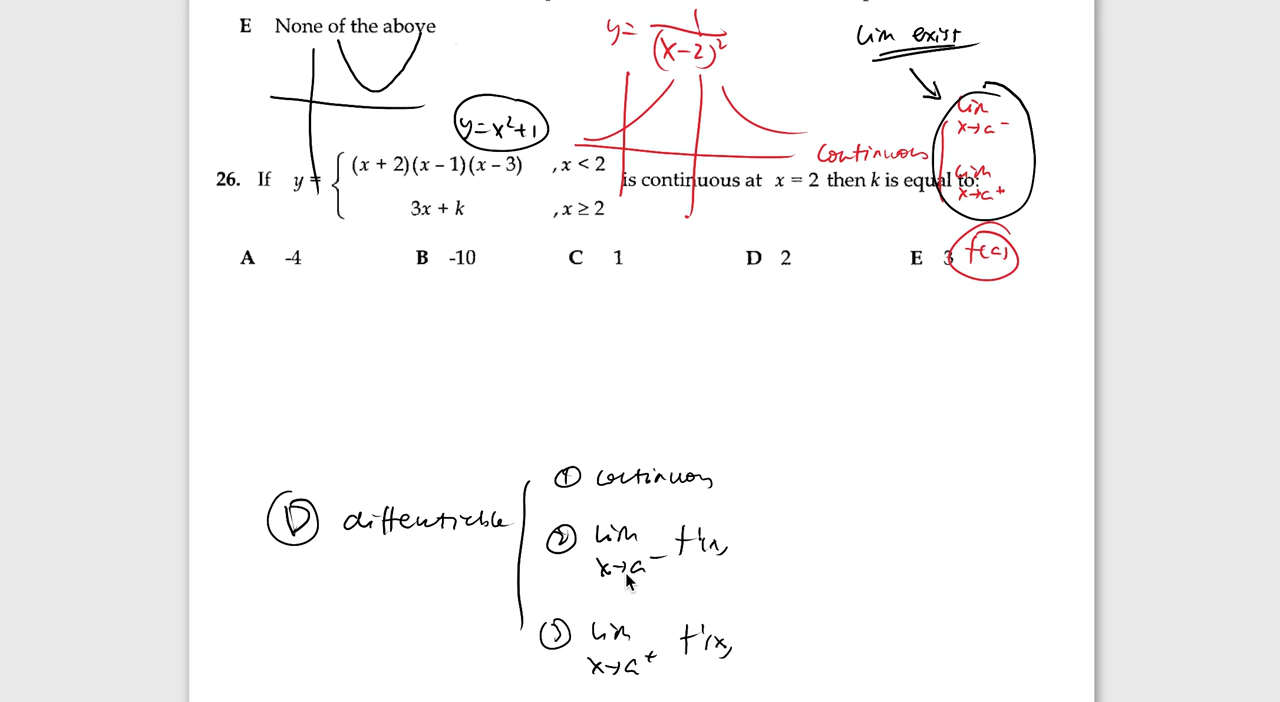 E None of the above
y= 1/(x-2)²
lim exist
y=x²+1
continuous
lim
x→a⁻
lim
x→a⁺
26. If y = { (x + 2)(x – 1)(x – 3) , x < 2
3x + k , x ≥ 2
is continuous at x = 2 then k is equal to:
A -4 B -10 C 1 D 2 E 3
f(a)
D differentiable
① continuous
② lim f'(x)
x→a⁻
③ lim f'(x)
x→a⁺